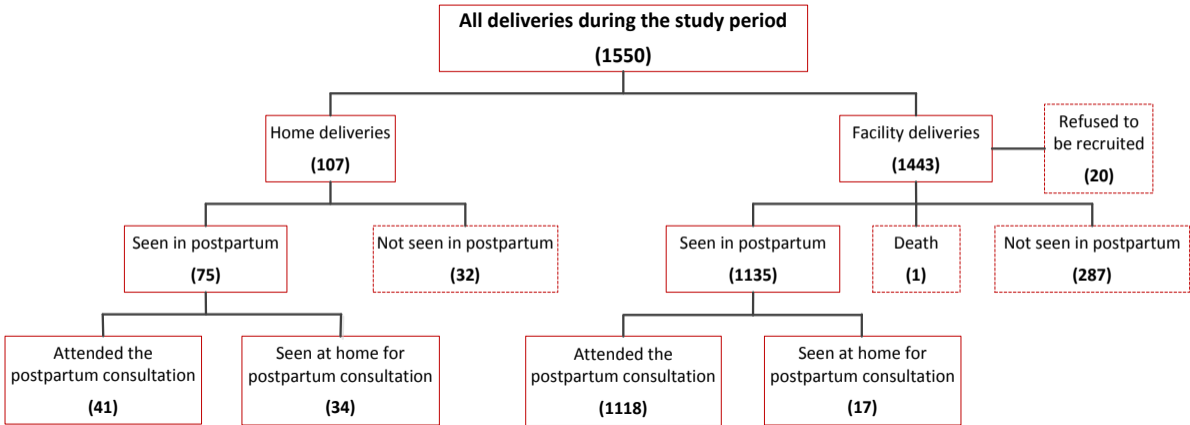 All deliveries during the study period
(1550)
Home deliveries
(107)
Facility deliveries
(1443)
Refused to
be recruited
(20)
Seen in postpartum
(75)
Not seen in postpartum
(32)
Seen in postpartum
(1135)
Death
(1)
Not seen in postpartum
(287)
Attended the
postpartum consultation
(41)
Seen at home for
postpartum consultation
(34)
Attended the
postpartum consultation
(1118)
Seen at home for
postpartum consultation
(17)